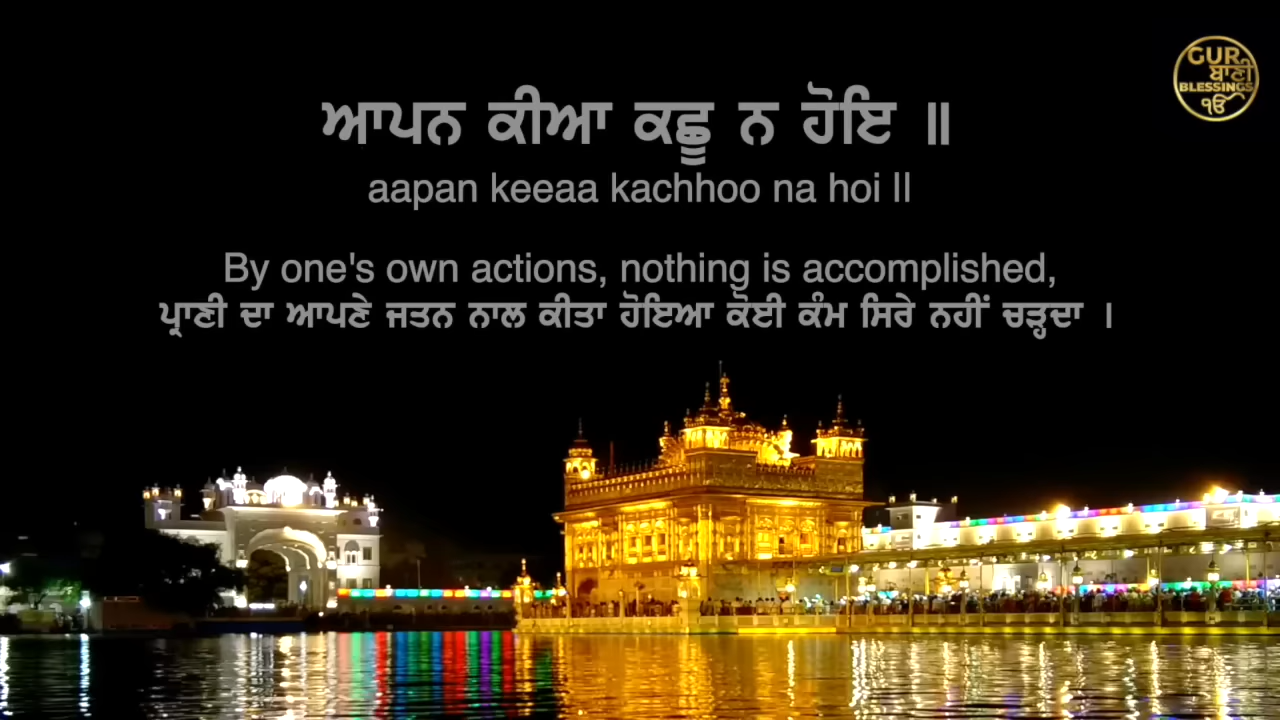 GUR
ਬਾਣੀ
BLESSINGS
ੴ
ਆਪਨ ਕੀਆ ਕਛੂ ਨ ਹੋਇ ॥
aapan keeaa kachhoo na hoi ll
By one's own actions, nothing is accomplished,
ਪ੍ਰਾਣੀ ਦਾ ਆਪਣੇ ਜਤਨ ਨਾਲ ਕੀਤਾ ਹੋਇਆ ਕੋਈ ਕੰਮ ਸਿਰੇ ਨਹੀਂ ਚੜ੍ਹਦਾ ।